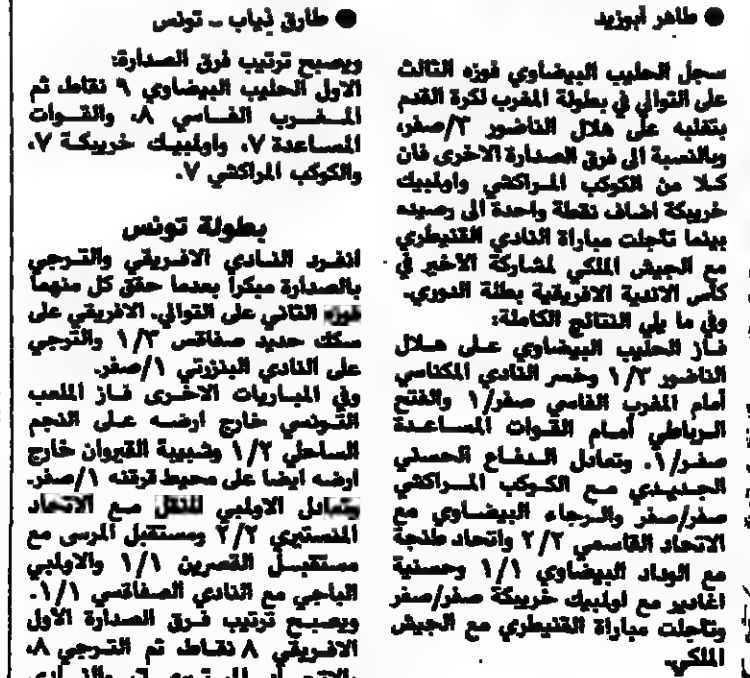 ● طاهر أبوزيد
سجل الحليب البيضاوي فوزه الثالث
على التوالي في بطولة المغرب لكرة القدم
بتغلبه على هلال الناضور ٣/صفر،
وبالنسبة الى فرق الصدارة الاخرى فان
كلا من الكوكب المراكشي واولمبيك
خريبكة اضاف نقطة واحدة الى رصيده
بينما تأجلت مباراة النادي القنيطري
مع الجيش الملكي لمشاركة الأخير في
كأس الاندية الافريقية بطلة الدوري.
وفي ما يلي النتائج الكاملة:
فاز الحليب البيضاوي على هلال
الناضور ١/٣ وخسر النادي المكناسي
أمام المغرب الفاسي صفر/١ والفتح
الرباطي أمام القوات المساعدة
صفر/١. وتعادل الدفاع الحسني
الجديدي مع الكوكب المراكشي
صفر/صفر والرجاء البيضاوي مع
الاتحاد القاسمي ٢/٢ واتحاد طنجة
مع الوداد البيضاوي ١/١ وحسنية
اغادير مع اولمبيك خريبكة صفر/صفر
وتأجلت مباراة القنيطري مع الجيش
الملكي.
● طارق ذياب ـ تونس
ويصبح ترتيب فرق الصدارة:
الاول الحليب البيضاوي ٩ نقاط، ثم
المغرب الفاسي ٨، والقوات
المساعدة ٧، واولمبيك خريبكة ٧،
والكوكب المراكشي ٧.
بطولة تونس
انفرد النادي الافريقي والترجي
بالصدارة مبكراً بعدما حقق كل منهما
فوزه الثاني على التوالي. الافريقي على
سكك حديد صفاقس ١/٣ والترجي
على النادي البنزرتي ١/صفر.
وفي المباريات الاخرى فاز الملعب
التونسي خارج ارضه على النجم
الساحلي ١/٢ وشبيبة القيروان خارج
ارضه ايضا على محيط قرقنه ١/صفر.
وتعادل الاولمبي للنقل مع الاتحاد
المنستيري ٢/٢ ومستقبل المرسى مع
مستقبل القصرين ١/١ والاولمبي
الباجي مع النادي الصفاقسي ١/١.
ويصبح ترتيب فرق الصدارة الاول
الافريقي ٨ نقاط، ثم الترجي ٨،